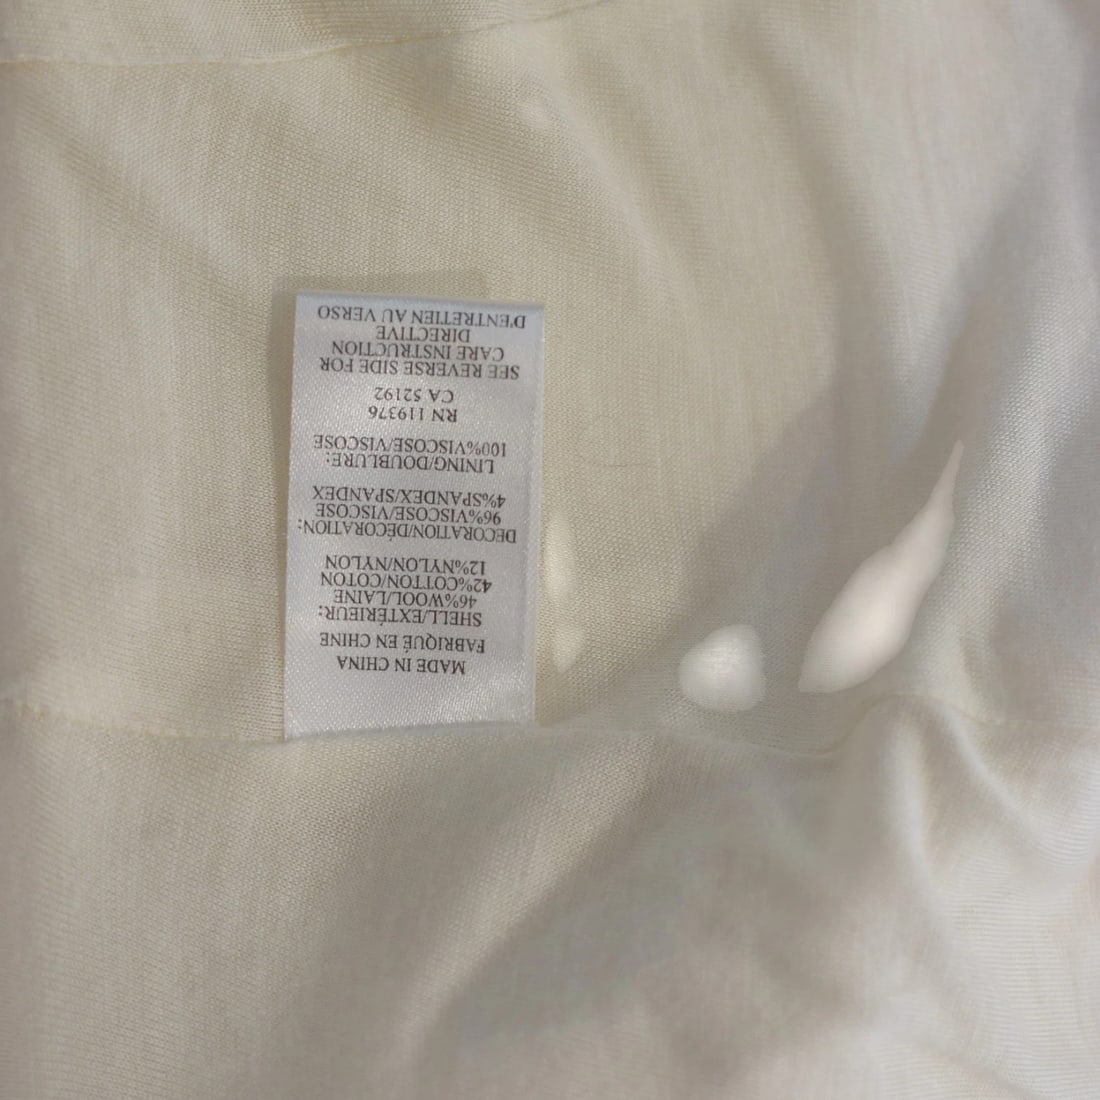 MADE IN CHINA
FABRIQUÉ EN CHINE
SHELL/EXTÉRIEUR:
46%WOOL/LAINE
42%COTTON/COTON
12%NYLON/NYLON
DECORATION/DÉCORATION:
96%VISCOSE/VISCOSE
4%SPANDEX/SPANDEX
LINING/DOUBLURE:
100%VISCOSE/VISCOSE
RN 119376
CA 52192
SEE REVERSE SIDE FOR
CARE INSTRUCTION
DIRECTIVE
D'ENTRETIEN AU VERSO